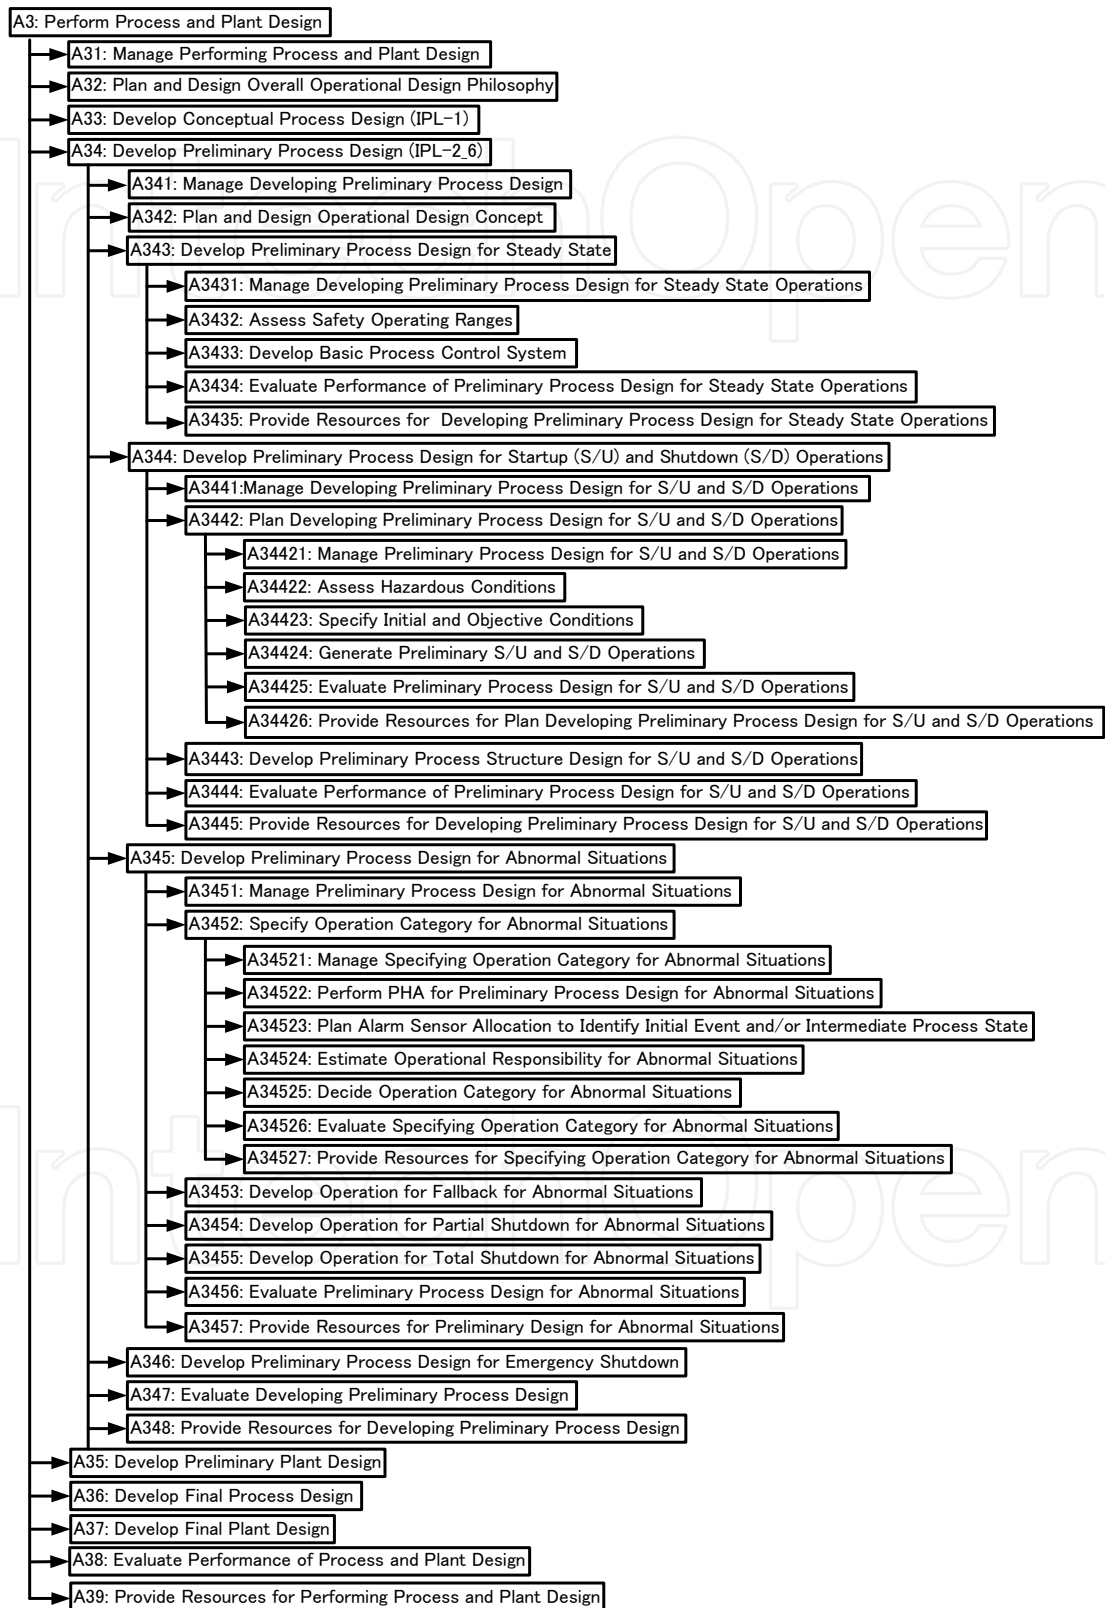 A3: Perform Process and Plant Design
A31: Manage Performing Process and Plant Design
A32: Plan and Design Overall Operational Design Philosophy
A33: Develop Conceptual Process Design (IPL-1)
A34: Develop Preliminary Process Design (IPL-2_6)
A341: Manage Developing Preliminary Process Design
A342: Plan and Design Operational Design Concept
A343: Develop Preliminary Process Design for Steady State
A3431: Manage Developing Preliminary Process Design for Steady State Operations
A3432: Assess Safety Operating Ranges
A3433: Develop Basic Process Control System
A3434: Evaluate Performance of Preliminary Process Design for Steady State Operations
A3435: Provide Resources for Developing Preliminary Process Design for Steady State Operations
A344: Develop Preliminary Process Design for Startup (S/U) and Shutdown (S/D) Operations
A3441:Manage Developing Preliminary Process Design for S/U and S/D Operations
A3442: Plan Developing Preliminary Process Design for S/U and S/D Operations
A34421: Manage Preliminary Process Design for S/U and S/D Operations
A34422: Assess Hazardous Conditions
A34423: Specify Initial and Objective Conditions
A34424: Generate Preliminary S/U and S/D Operations
A34425: Evaluate Preliminary Process Design for S/U and S/D Operations
A34426: Provide Resources for Plan Developing Preliminary Process Design for S/U and S/D Operations
A3443: Develop Preliminary Process Structure Design for S/U and S/D Operations
A3444: Evaluate Performance of Preliminary Process Design for S/U and S/D Operations
A3445: Provide Resources for Developing Preliminary Process Design for S/U and S/D Operations
A345: Develop Preliminary Process Design for Abnormal Situations
A3451: Manage Preliminary Process Design for Abnormal Situations
A3452: Specify Operation Category for Abnormal Situations
A34521: Manage Specifying Operation Category for Abnormal Situations
A34522: Perform PHA for Preliminary Process Design for Abnormal Situations
A34523: Plan Alarm Sensor Allocation to Identify Initial Event and/or Intermediate Process State
A34524: Estimate Operational Responsibility for Abnormal Situations
A34525: Decide Operation Category for Abnormal Situations
A34526: Evaluate Specifying Operation Category for Abnormal Situations
A34527: Provide Resources for Specifying Operation Category for Abnormal Situations
A3453: Develop Operation for Fallback for Abnormal Situations
A3454: Develop Operation for Partial Shutdown for Abnormal Situations
A3455: Develop Operation for Total Shutdown for Abnormal Situations
A3456: Evaluate Preliminary Process Design for Abnormal Situations
A3457: Provide Resources for Preliminary Design for Abnormal Situations
A346: Develop Preliminary Process Design for Emergency Shutdown
A347: Evaluate Developing Preliminary Process Design
A348: Provide Resources for Developing Preliminary Process Design
A35: Develop Preliminary Plant Design
A36: Develop Final Process Design
A37: Develop Final Plant Design
A38: Evaluate Performance of Process and Plant Design
A39: Provide Resources for Performing Process and Plant Design
IntechOpen
IntechOpen